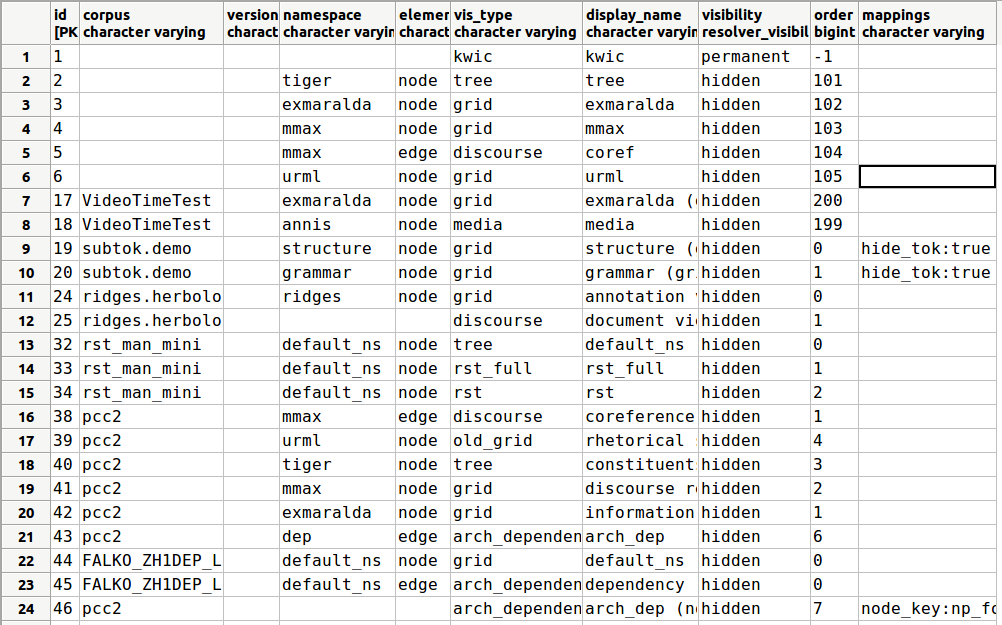 id corpus version namespace elemen vis_type display_name visibility order mappings
[PK character varying charact character varyin charact character varying character varyin resolver_visibil bigint character varying
1 1 kwic kwic permanent -1
2 2 tiger node tree tree hidden 101
3 3 exmaralda node grid exmaralda hidden 102
4 4 mmax node grid mmax hidden 103
5 5 mmax edge discourse coref hidden 104
6 6 urml node grid urml hidden 105
7 17 VideoTimeTest exmaralda node grid exmaralda ( hidden 200
8 18 VideoTimeTest annis node media media hidden 199
9 19 subtok.demo structure node grid structure ( hidden 0 hide_tok:true
10 20 subtok.demo grammar node grid grammar (gr hidden 1 hide_tok:true
11 24 ridges.herbolo ridges node grid annotation hidden 0
12 25 ridges.herbolo discourse document vi hidden 1
13 32 rst_man_mini default_ns node tree default_ns hidden 0
14 33 rst_man_mini default_ns node rst_full rst_full hidden 1
15 34 rst_man_mini default_ns node rst rst hidden 2
16 38 pcc2 mmax edge discourse coreference hidden 1
17 39 pcc2 urml node old_grid rhetorical hidden 4
18 40 pcc2 tiger node tree constituent hidden 3
19 41 pcc2 mmax node grid discourse r hidden 2
20 42 pcc2 exmaralda node grid information hidden 1
21 43 pcc2 dep edge arch_dependen arch_dep hidden 6
22 44 FALKO_ZH1DEP_L default_ns node grid default_ns hidden 0
23 45 FALKO_ZH1DEP_L default_ns edge arch_dependen dependency hidden 0
24 46 pcc2 arch_dependen arch_dep (n hidden 7 node_key:np_f